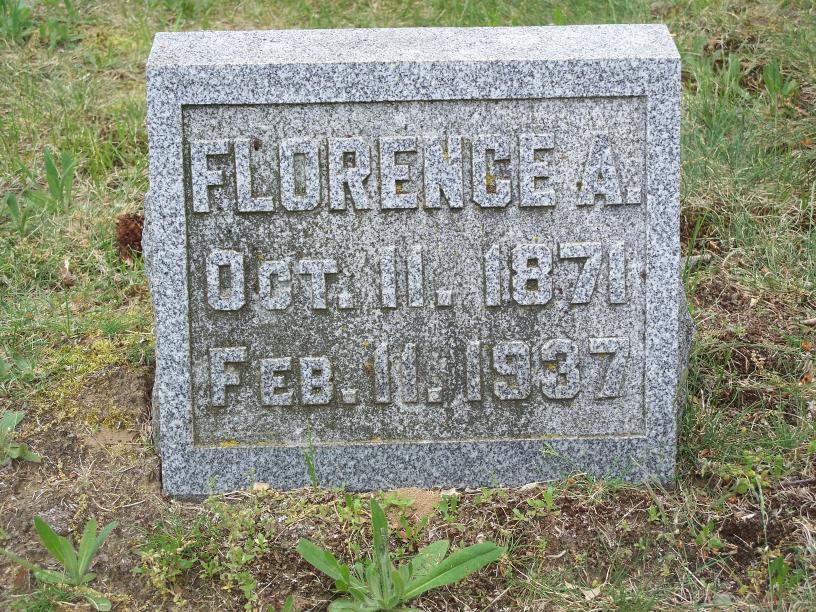 FLORENCE A.
OCT. 11. 1871
FEB. 11. 1937